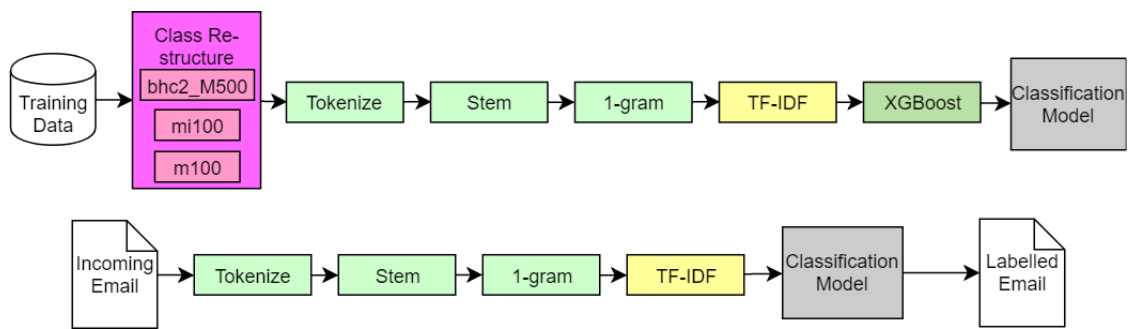 Training
Data
Class Re-
structure
bhc2_M500
mi100
m100
Tokenize
Stem
1-gram
TF-IDF
XGBoost
Classification
Model
Incoming
Email
Tokenize
Stem
1-gram
TF-IDF
Classification
Model
Labelled
Email